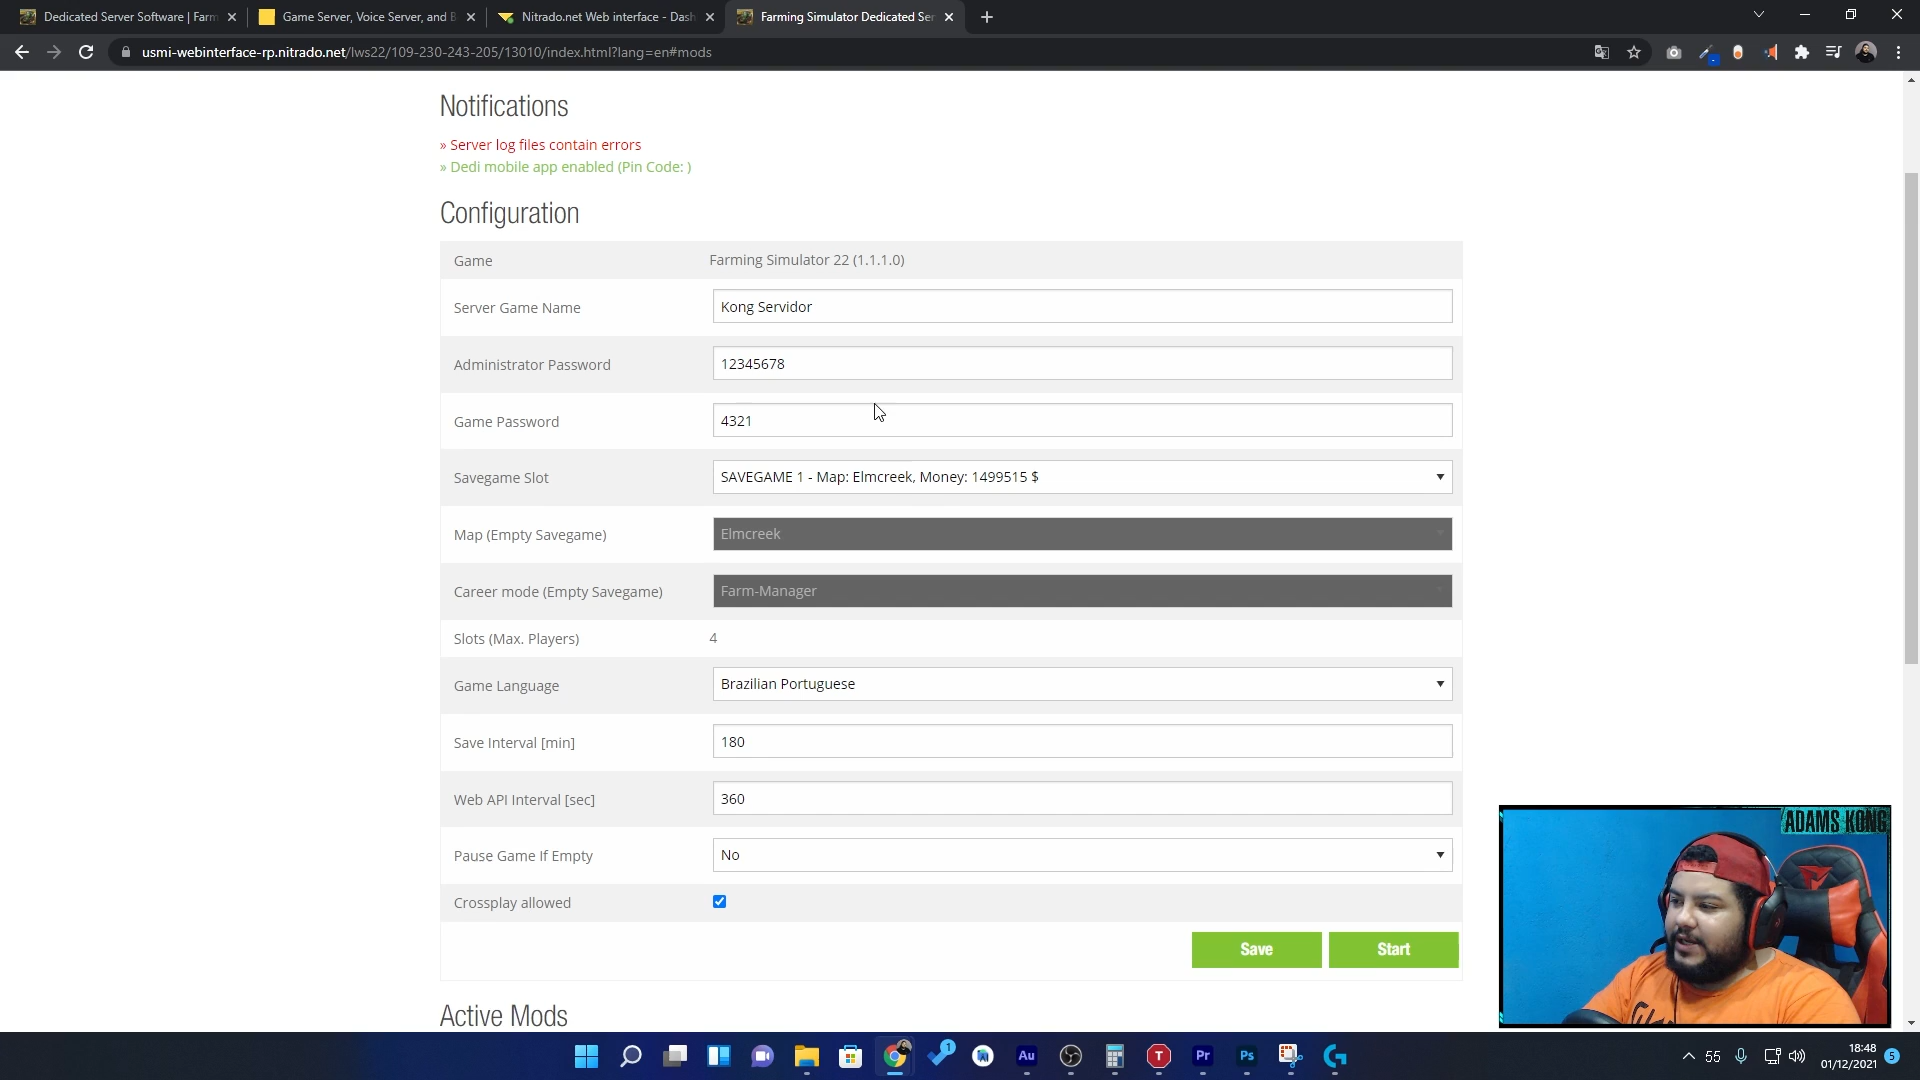 Dedicated Server Software | Farm
Game Server, Voice Server, and B
Nitrado.net Web interface - Dash
Farming Simulator Dedicated Ser
usmi-webinterface-rp.nitrado.net/lws22/109-230-243-205/13010/index.html?lang=en#mods
Notifications
» Server log files contain errors
» Dedi mobile app enabled (Pin Code: )
Configuration
Game Farming Simulator 22 (1.1.1.0)
Server Game Name Kong Servidor
Administrator Password 12345678
Game Password 4321
Savegame Slot SAVEGAME 1 - Map: Elmcreek, Money: 1499515 $
Map (Empty Savegame) Elmcreek
Career mode (Empty Savegame) Farm-Manager
Slots (Max. Players) 4
Game Language Brazilian Portuguese
Save Interval [min] 180
Web API Interval [sec] 360
Pause Game If Empty No
Crossplay allowed
Save Start
Active Mods
ADAMS KONG
1
Au
T
Pr
Ps
55
18:48
01/12/2021
5